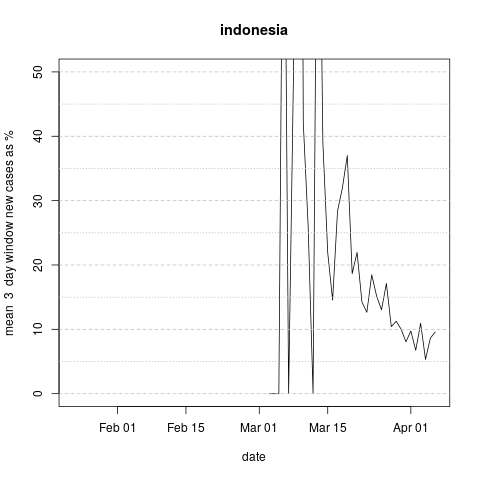 indonesia
mean 3 day window new cases as %
50
40
30
20
10
0
Feb 01
Feb 15
Mar 01
Mar 15
Apr 01
date